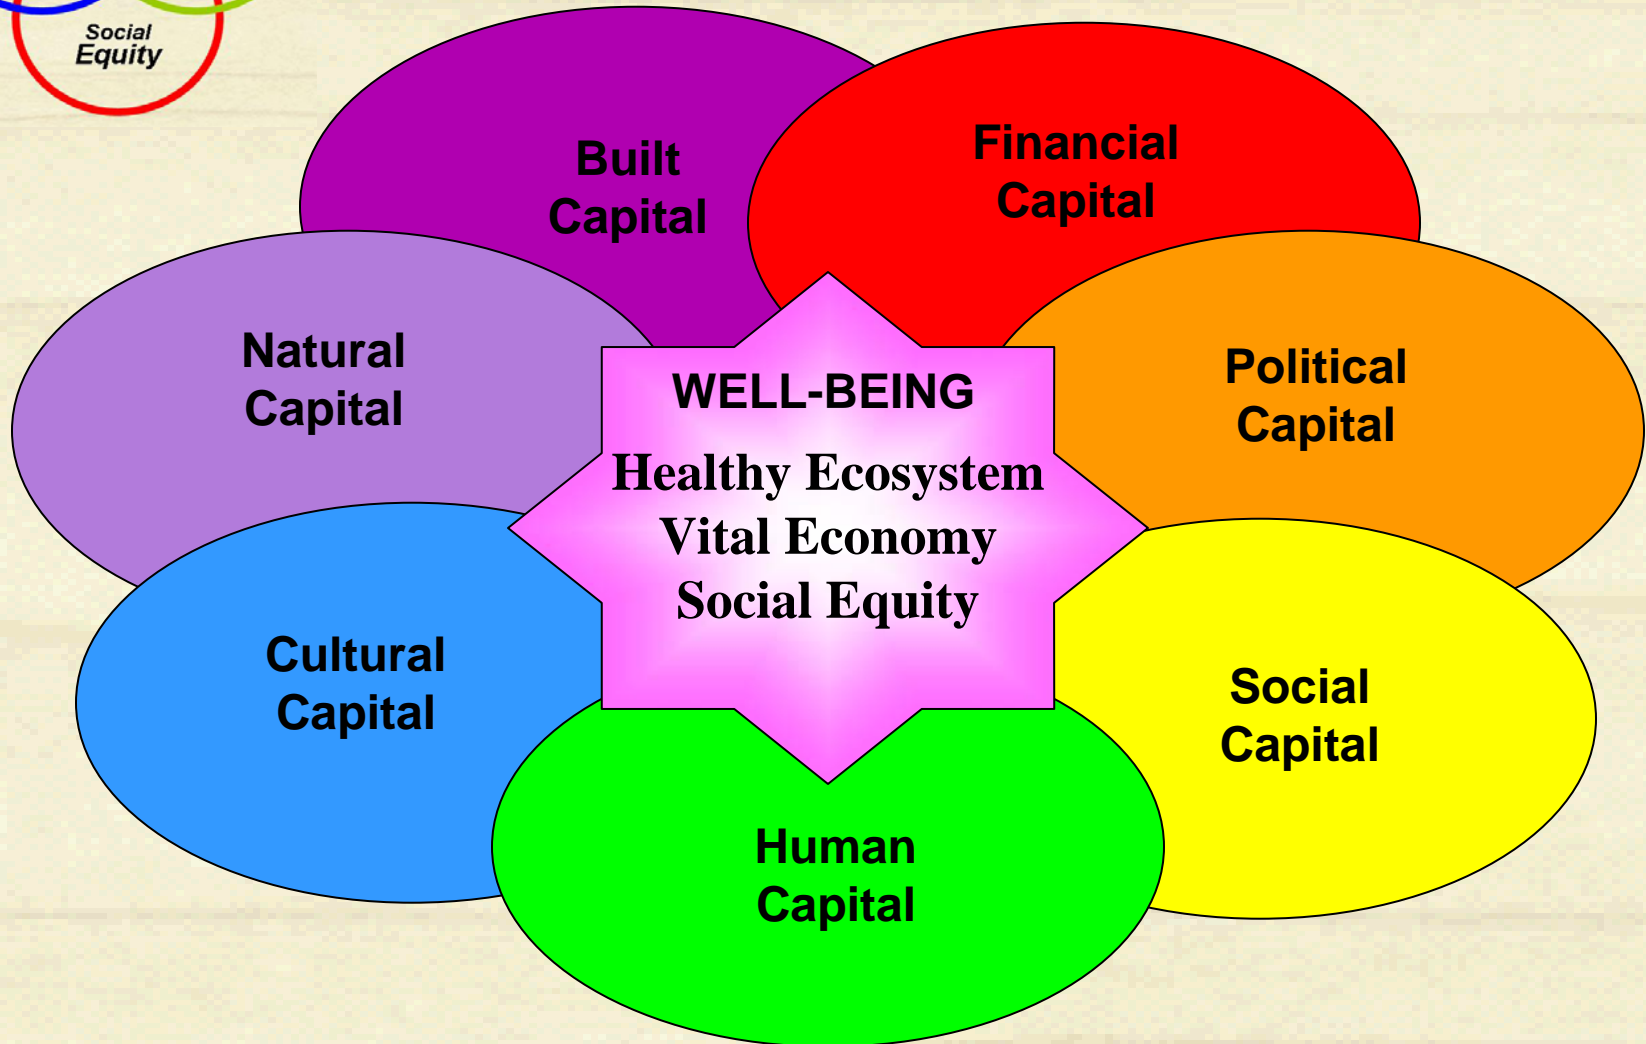 Social
Equity
Built
Capital
Financial
Capital
Natural
Capital
WELL-BEING
Healthy Ecosystem
Vital Economy
Social Equity
Political
Capital
Cultural
Capital
Social
Capital
Human
Capital